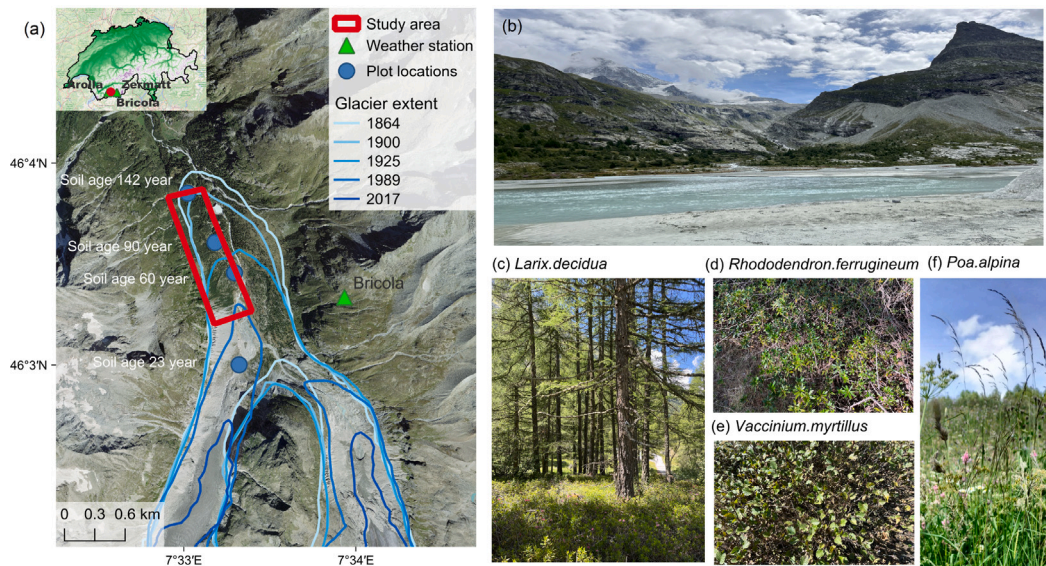 (a)
Study area
Weather station
Plot locations
Arolla
Zermatt
Bricola
Glacier extent
1864
1900
1925
1989
2017
46°4′N
Soil age 142 year
Soil age 90 year
Soil age 60 year
Bricola
46°3′N
Soil age 23 year
0 0.3 0.6 km
7°33′E 7°34′E
(b)
(c) Larix.decidua
(d) Rhododendron.ferrugineum
(f) Poa.alpina
(e) Vaccinium.myrtillus